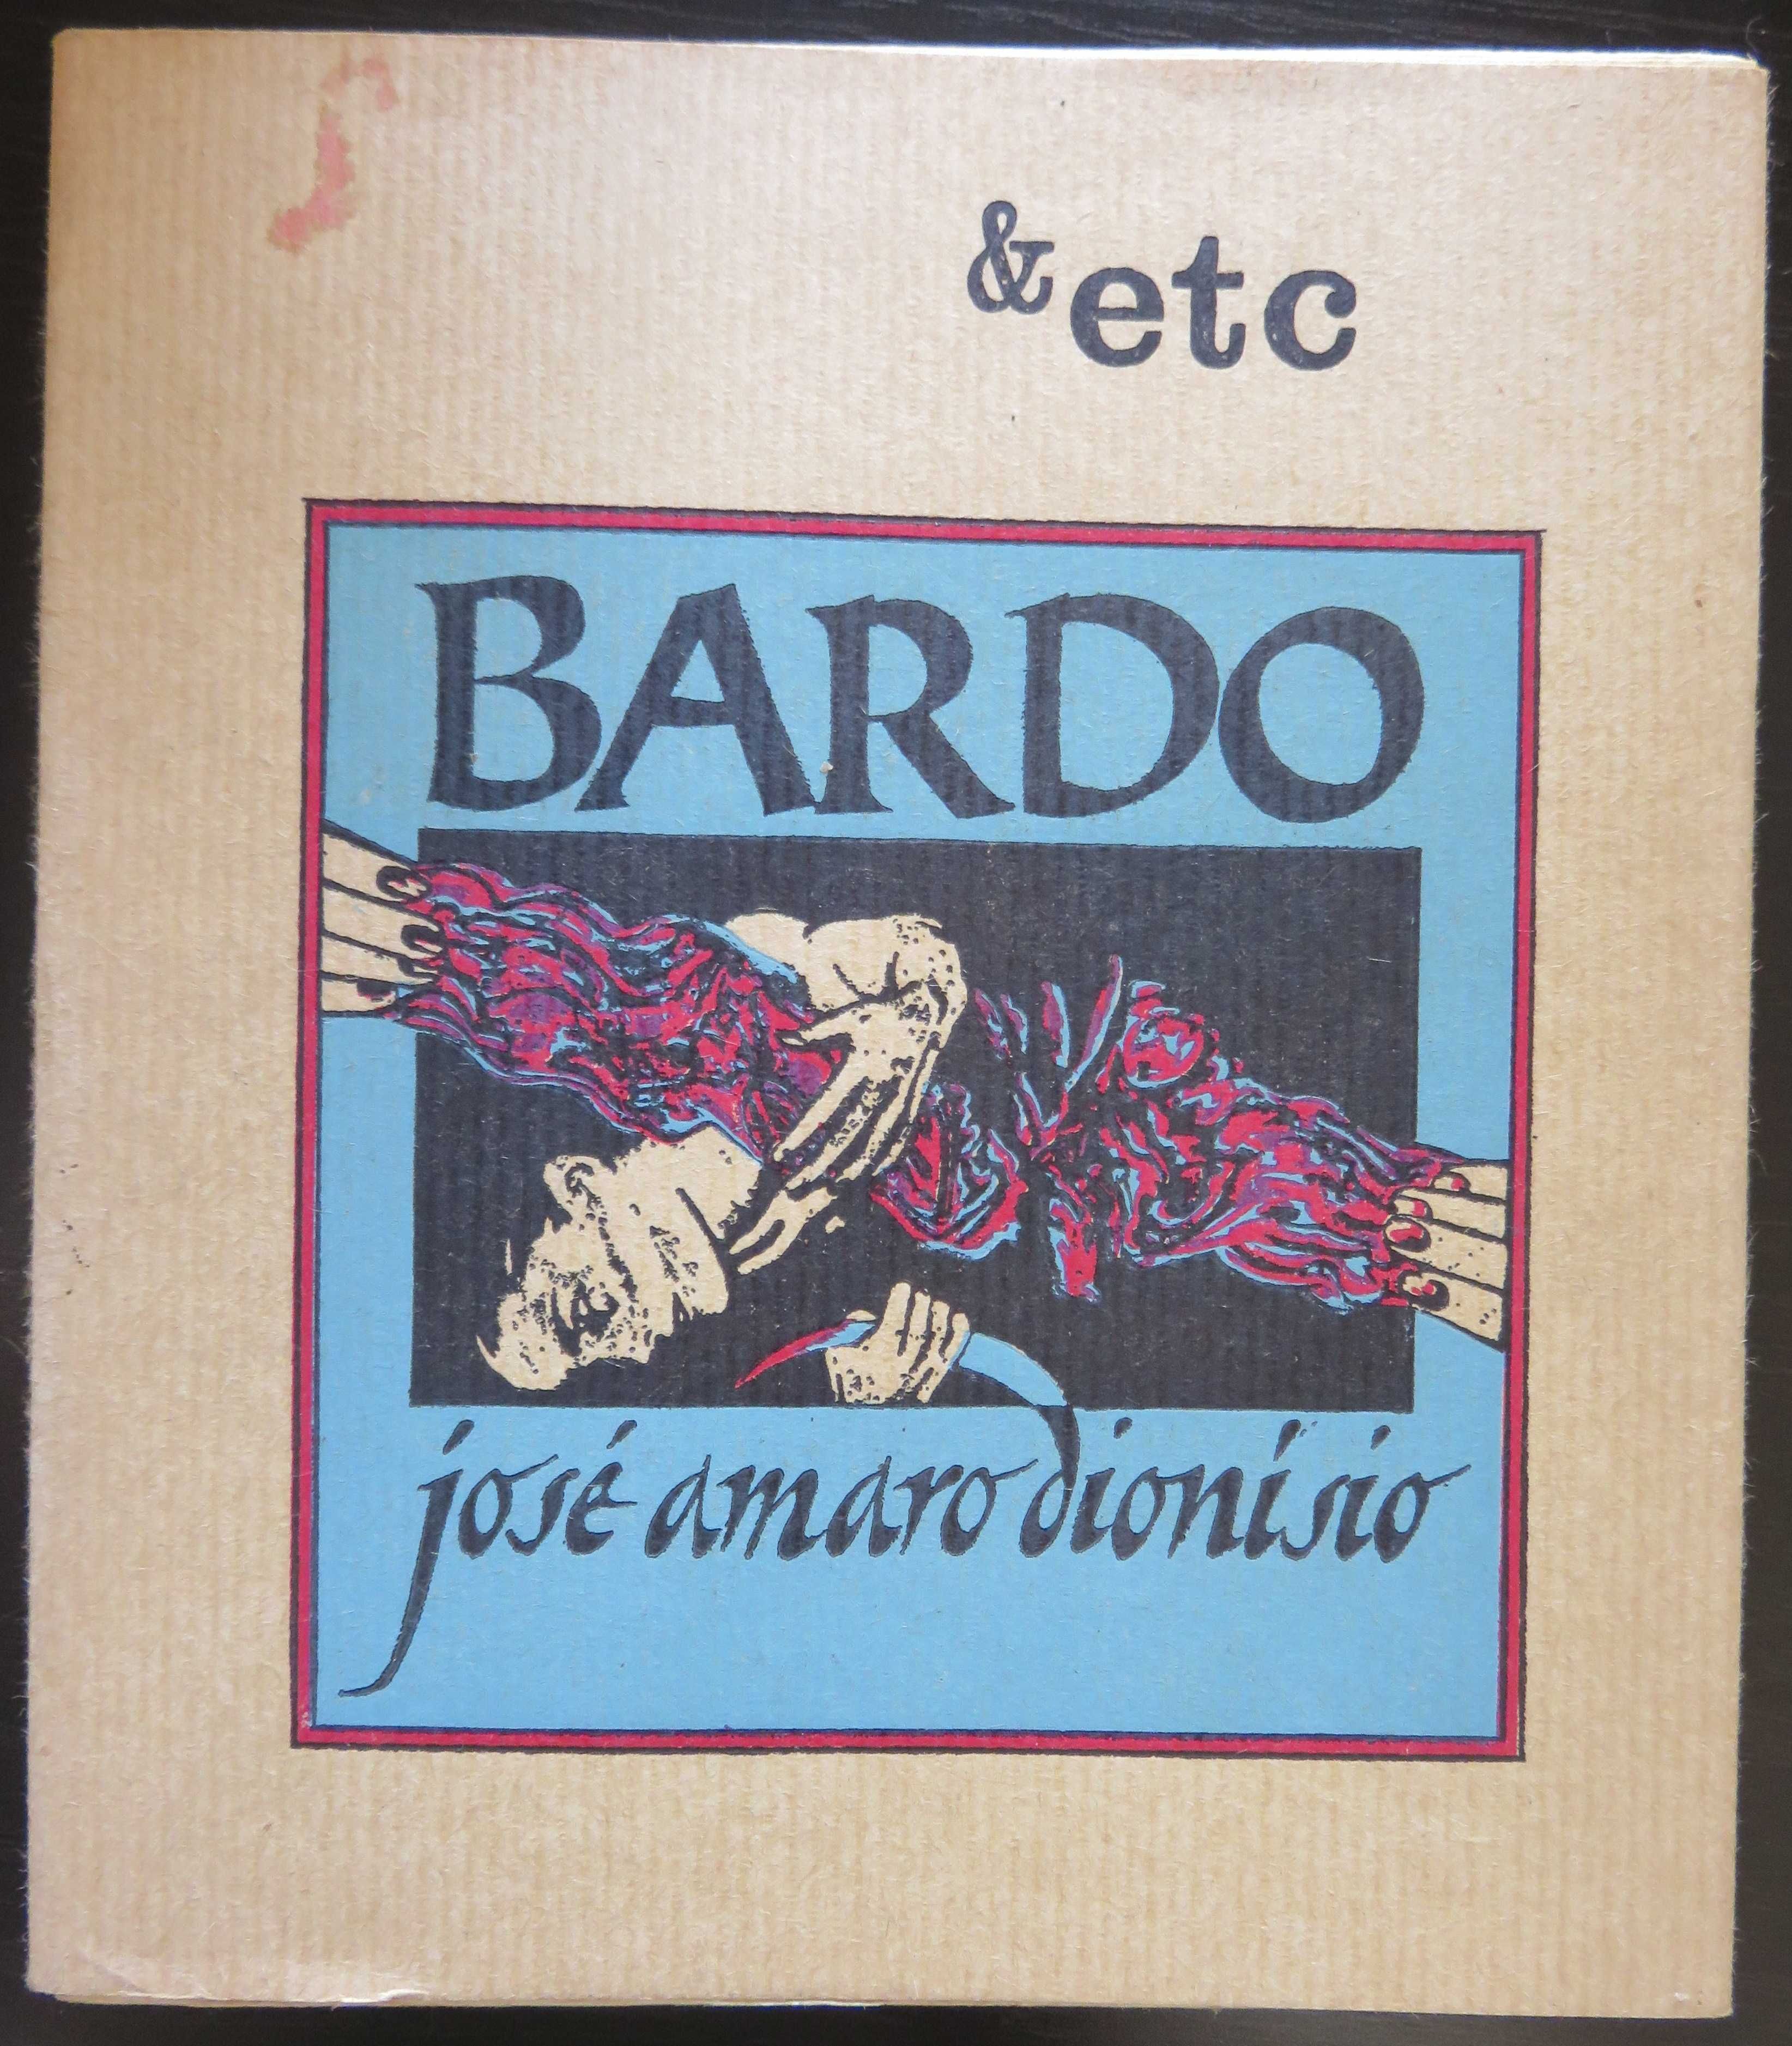 & etc
BARDO
josé amaro dionísio